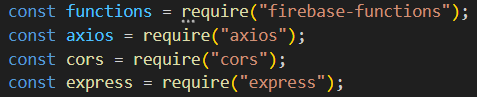 const functions = require("firebase-functions");
const axios = require("axios");
const cors = require("cors");
const express = require("express");